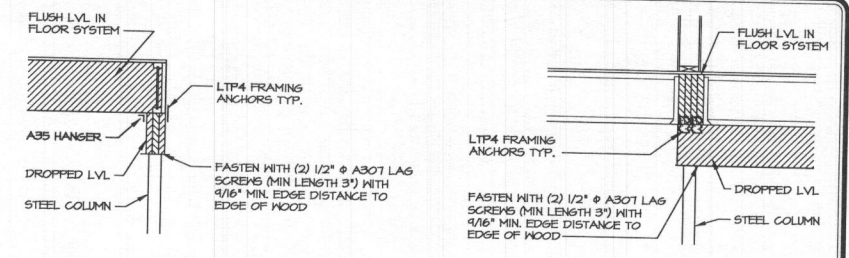 FLUSH LVL IN
FLOOR SYSTEM
LTP4 FRAMING
ANCHORS TYP.
A35 HANGER
DROPPED LVL
FASTEN WITH (2) 1/2" Φ A307 LAG
SCREWS (MIN LENGTH 3") WITH
9/16" MIN. EDGE DISTANCE TO
EDGE OF WOOD
STEEL COLUMN
FLUSH LVL IN
FLOOR SYSTEM
LTP4 FRAMING
ANCHORS TYP.
DROPPED LVL
FASTEN WITH (2) 1/2" Φ A307 LAG
SCREWS (MIN LENGTH 3") WITH
9/16" MIN. EDGE DISTANCE TO
EDGE OF WOOD
STEEL COLUMN